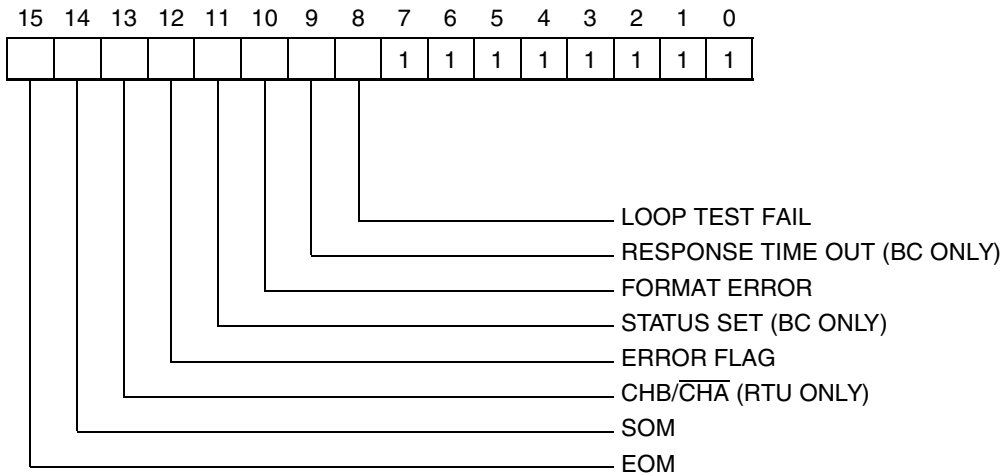 15 14 13 12 11 10 9 8 7 6 5 4 3 2 1 0
1 1 1 1 1 1 1 1
LOOP TEST FAIL
RESPONSE TIME OUT (BC ONLY)
FORMAT ERROR
STATUS SET (BC ONLY)
ERROR FLAG
CHB/C̅H̅A̅ (RTU ONLY)
SOM
EOM